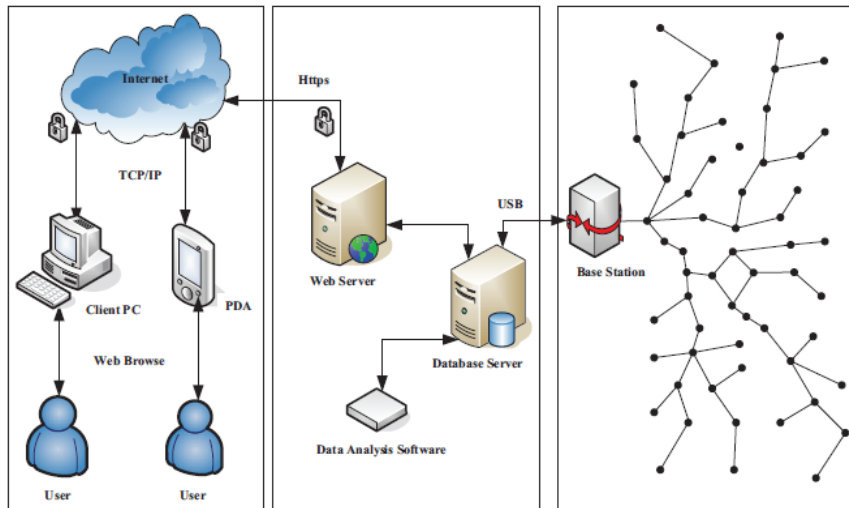 Internet
Https
TCP/IP
USB
Base Station
Web Server
Client PC
PDA
Web Browse
Database Server
Data Analysis Software
User
User